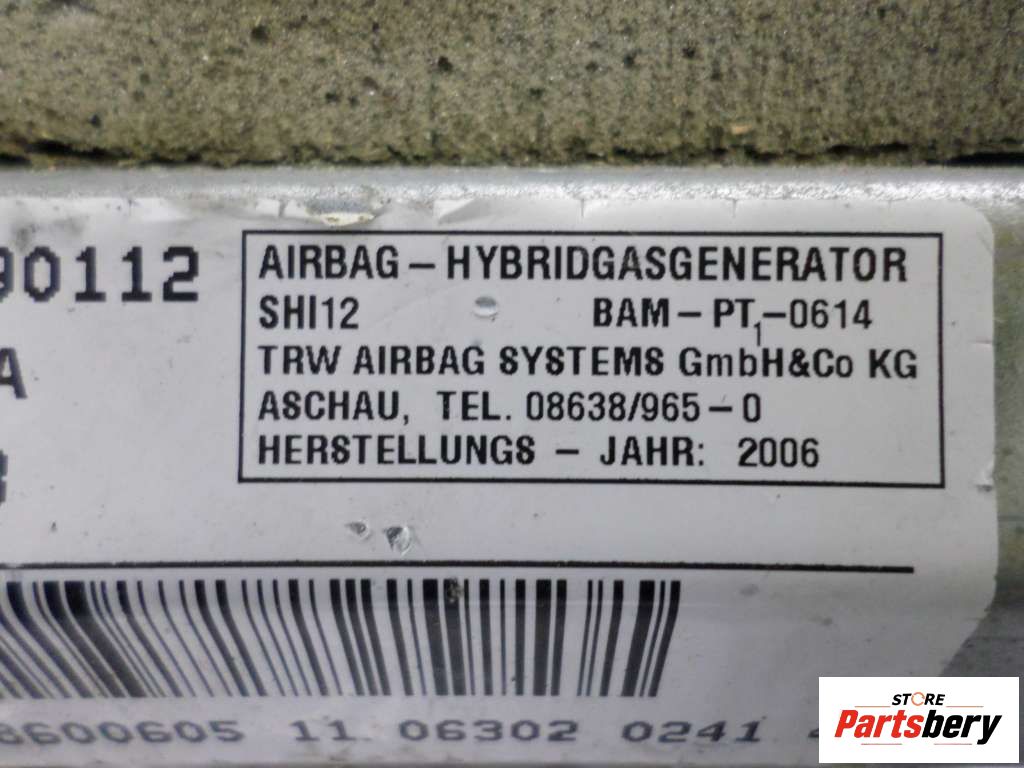 90112
AIRBAG – HYBRIDGASGENERATOR
SHI12 BAM – PT₁–0614
TRW AIRBAG SYSTEMS GmbH&Co KG
A
ASCHAU, TEL. 08638/965 – 0
HERSTELLUNGS – JAHR: 2006
8600605 11 06302 0241
STORE
Partsbery